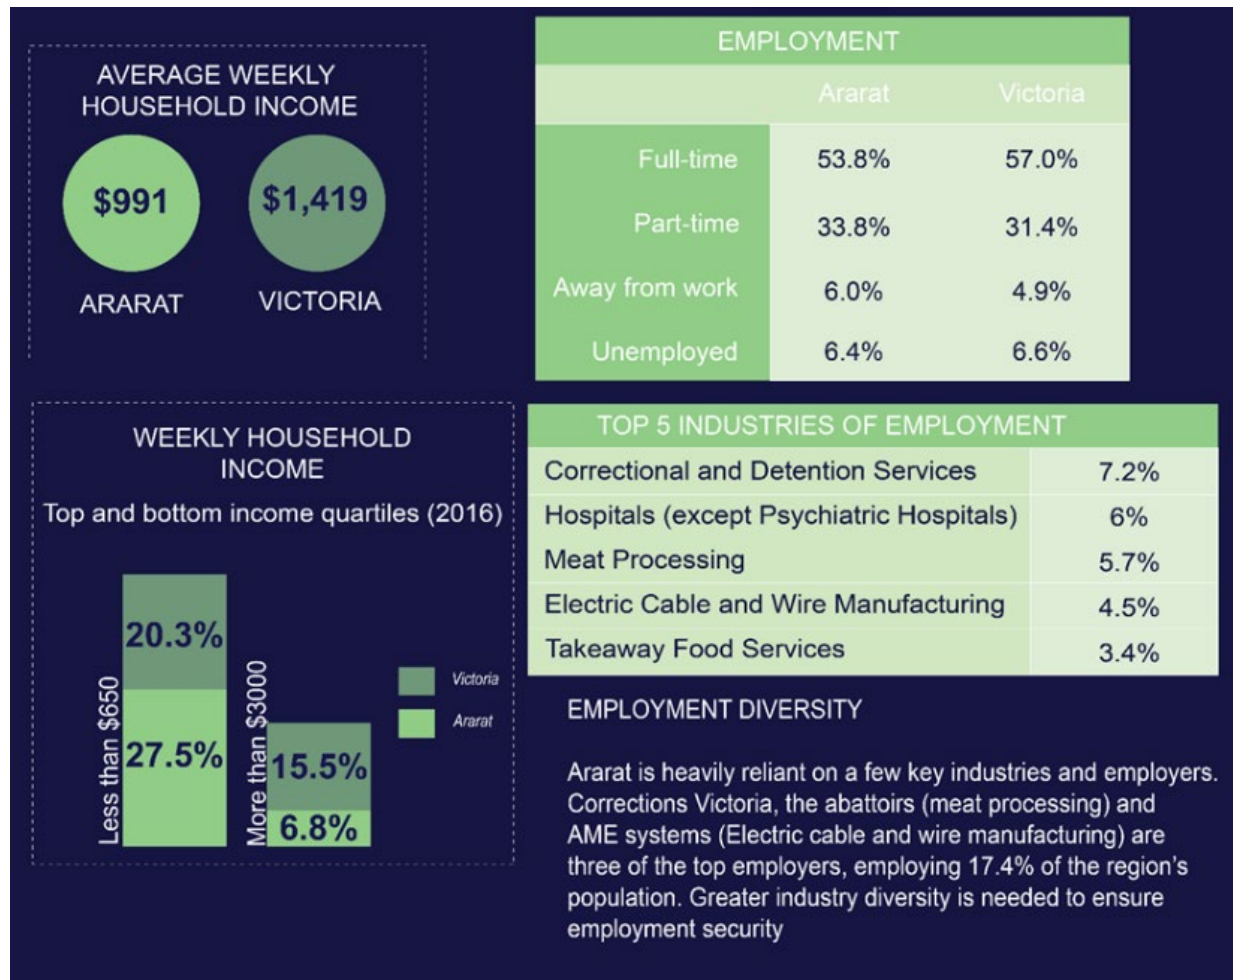 AVERAGE WEEKLY
HOUSEHOLD INCOME
$991
$1,419
ARARAT
VICTORIA
EMPLOYMENT
Ararat Victoria
Full-time 53.8% 57.0%
Part-time 33.8% 31.4%
Away from work 6.0% 4.9%
Unemployed 6.4% 6.6%
WEEKLY HOUSEHOLD
INCOME
Top and bottom income quartiles (2016)
Less than $650
20.3%
27.5%
More than $3000
15.5%
6.8%
Victoria
Ararat
TOP 5 INDUSTRIES OF EMPLOYMENT
Correctional and Detention Services 7.2%
Hospitals (except Psychiatric Hospitals) 6%
Meat Processing 5.7%
Electric Cable and Wire Manufacturing 4.5%
Takeaway Food Services 3.4%
EMPLOYMENT DIVERSITY
Ararat is heavily reliant on a few key industries and employers.
Corrections Victoria, the abattoirs (meat processing) and
AME systems (Electric cable and wire manufacturing) are
three of the top employers, employing 17.4% of the region's
population. Greater industry diversity is needed to ensure
employment security